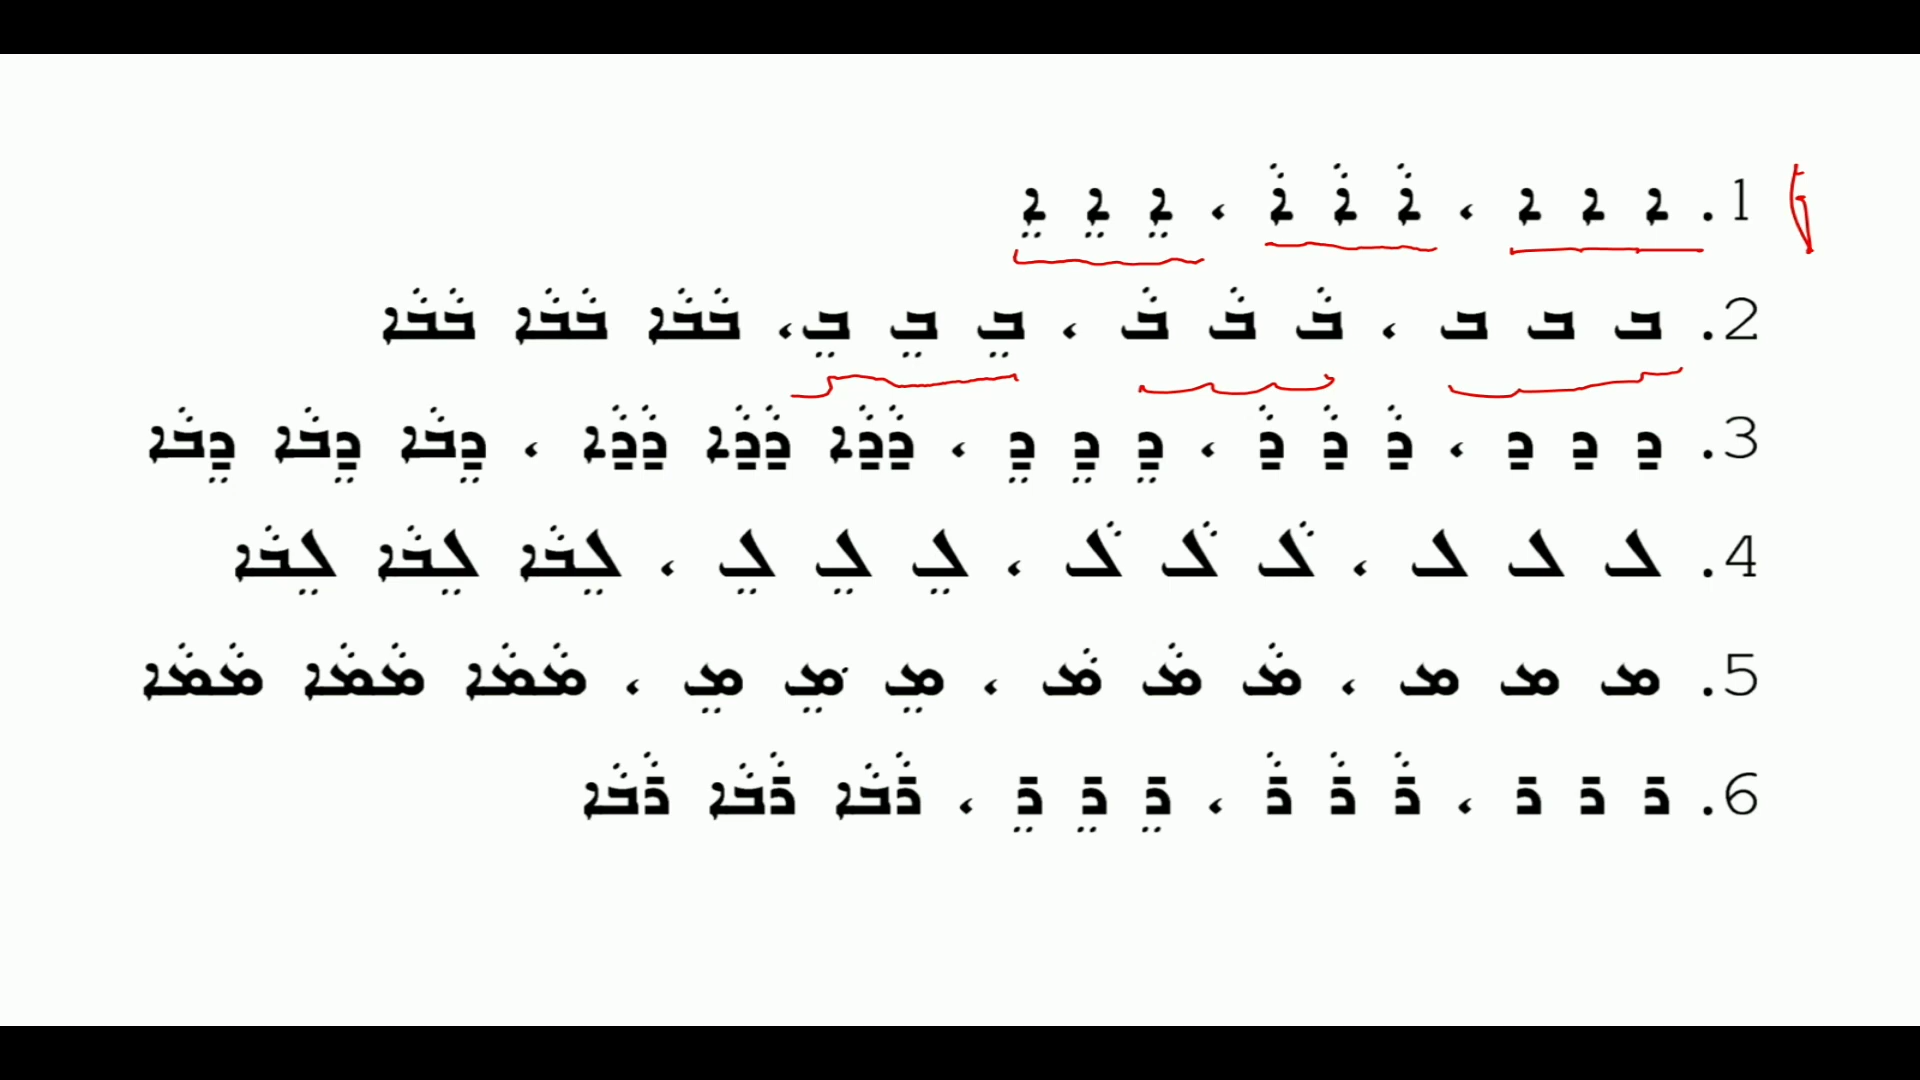 1. ܐ ܐ ܐ ، ܐܵ ܐܵ ܐܵ ، ܐܸ ܐܸ ܐܸ
2. ܒ ܒ ܒ ، ܒܵ ܒܵ ܒܵ ، ܒܸ ܒܸ ܒܸ ، ܒܵܒܵܐ ܒܵܒܵܐ ܒܵܒܵܐ
3. ܕ ܕ ܕ ، ܕܵ ܕܵ ܕܵ ، ܕܸ ܕܸ ܕܸ ، ܕܵܕܵܐ ܕܵܕܵܐ ܕܵܕܵܐ ، ܕܸܒܵܐ ܕܸܒܵܐ ܕܸܒܵܐ
4. ܠ ܠ ܠ ، ܠܵ ܠܵ ܠܵ ، ܠܸ ܠܸ ܠܸ ، ܠܸܒܵܐ ܠܸܒܵܐ ܠܸܒܵܐ
5. ܡ ܡ ܡ ، ܡܵ ܡܵ ܡܵ ، ܡܸ ܡܸ ܡܸ ، ܡܵܡܵܐ ܡܵܡܵܐ ܡܵܡܵܐ
6. ܪ ܪ ܪ ، ܪܵ ܪܵ ܪܵ ، ܪܸ ܪܸ ܪܸ ، ܪܵܒܵܐ ܪܵܒܵܐ ܪܵܒܵܐ